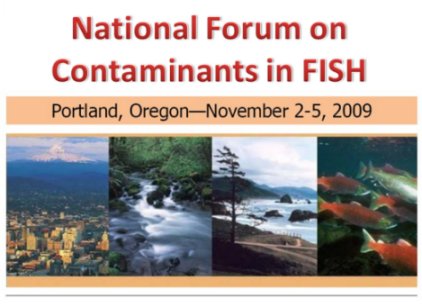 National Forum on
Contaminants in FISH
Portland, Oregon—November 2-5, 2009